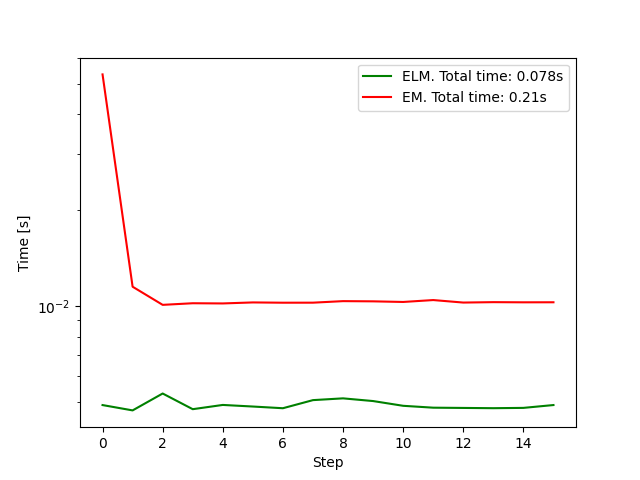 ELM. Total time: 0.078s
EM. Total time: 0.21s
Time [s]
10⁻²
0 2 4 6 8 10 12 14
Step